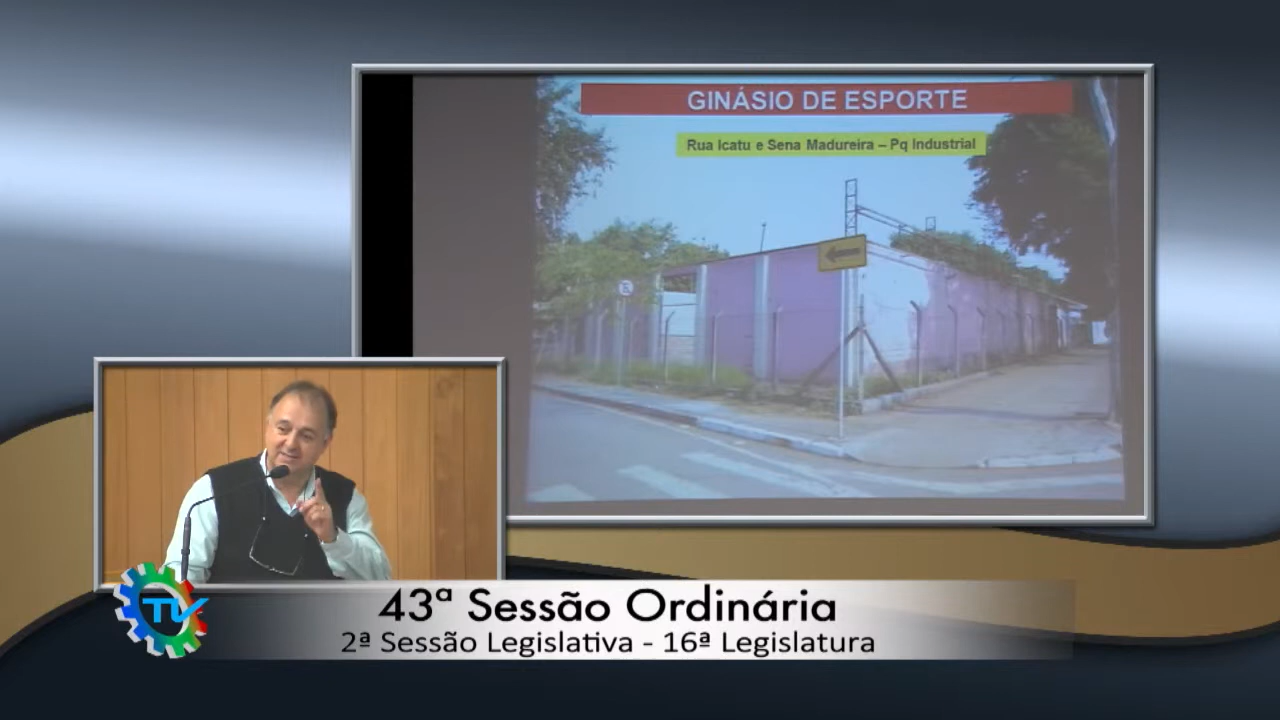 GINÁSIO DE ESPORTE
Rua Icatu e Sena Madureira – Pq Industrial
TV
43ª Sessão Ordinária
2ª Sessão Legislativa - 16ª Legislatura